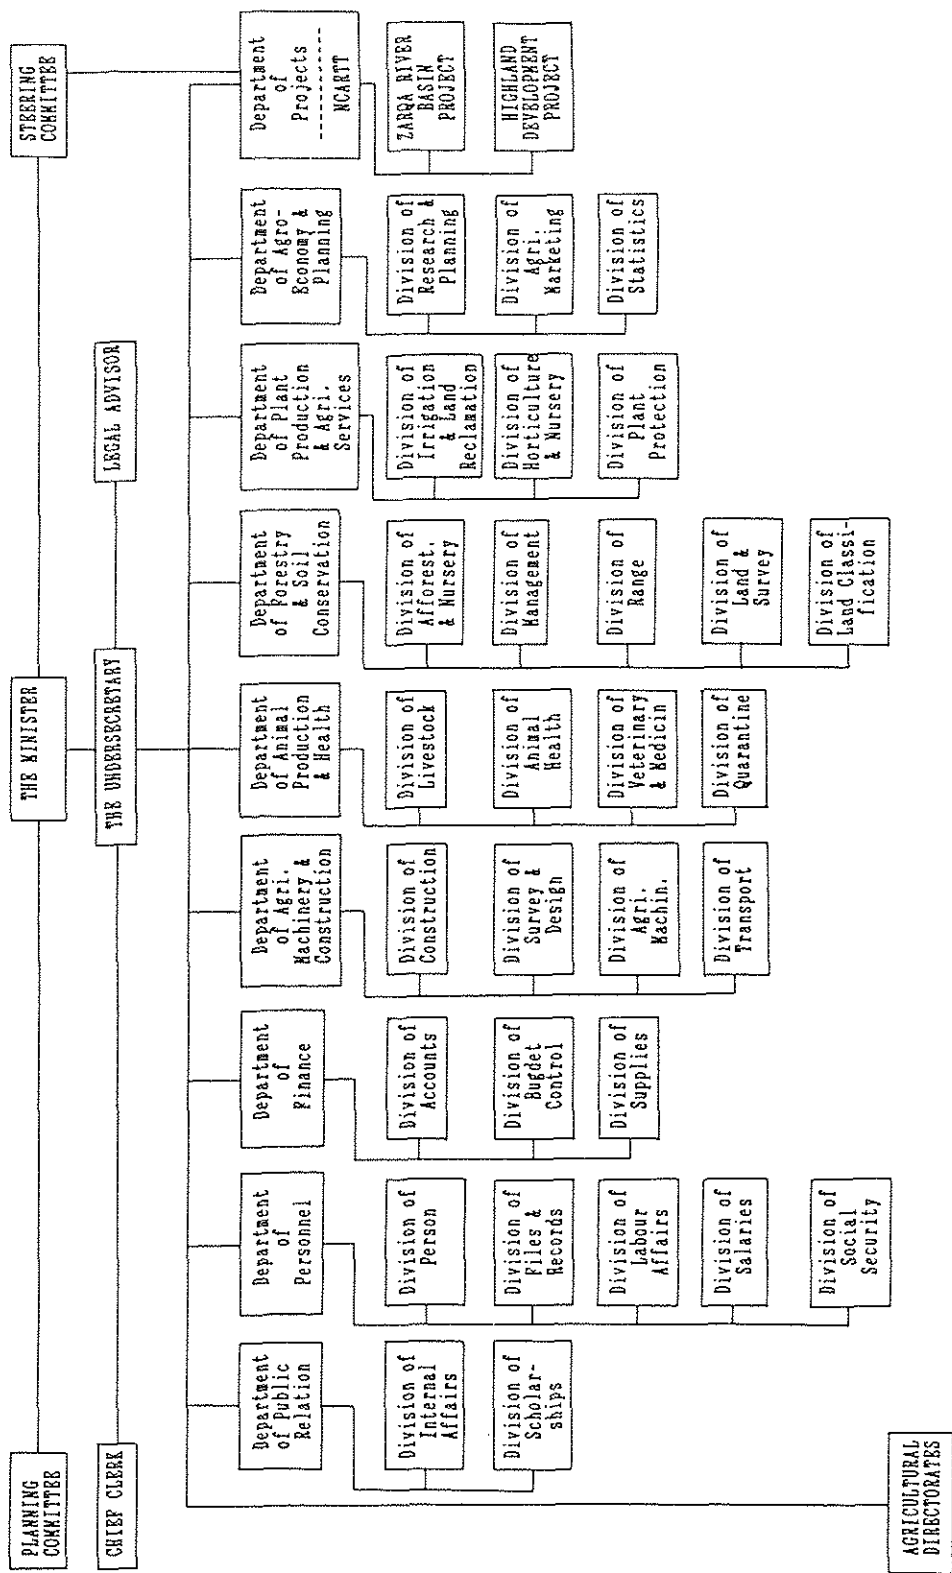 PLANNING
COMMITTEE
THE MINISTER
STEERING
COMMITTEE
CHIEF CLERK
THE UNDERSECRETARY
LEGAL ADVISOR
Department
of Public
Relation
Division of
Internal
Affairs
Division of
Scholar-
ships
Department
of
Personnel
Division of
Person
Division of
Files &
Records
Division of
Labour
Affairs
Division of
Salaries
Division of
Social
Security
Department
of
Finance
Division of
Accounts
Division of
Bugdet
Control
Division of
Supplies
Department
of Agri.
Machinery &
Construction
Division of
Construction
Division of
Survey &
Design
Division of
Agri.
Machin.
Division of
Transport
Department
of Animal
Production
& Health
Division of
Livestock
Division of
Animal
Health
Division of
Veterinary
& Medicin
Division of
Quarantine
Department
of Forestry
& Soil
Conservation
Division of
Afforest.
& Nursery
Division of
Management
Division of
Range
Division of
Land &
Survey
Division of
Land Classi-
fication
Department
of Plant
Production
& Agri.
Services
Division of
Irrigation
& Land
Reclamation
Division of
Horticulture
& Nursery
Division of
Plant
Protection
Department
of Agro-
Economy &
Planning
Division of
Research &
Planning
Division of
Agri.
Marketing
Division of
Statistics
Department
of
Projects
-----------
NCARTT
ZARQA RIVER
BASIN
PROJECT
HIGHLAND
DEVELOPMENT
PROJECT
AGRICULTURAL
DIRECTORATES